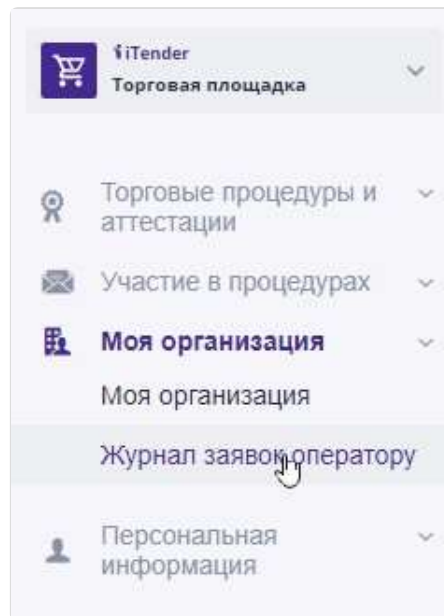 iTender
Торговая площадка
Торговые процедуры и
аттестации
Участие в процедурах
Моя организация
Моя организация
Журнал заявок оператору
Персональная
информация